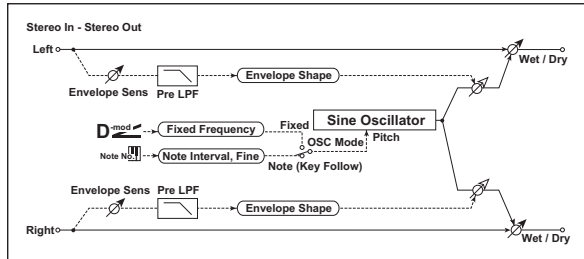 Stereo In - Stereo Out
Left
Wet / Dry
Envelope Sens
Pre LPF
Envelope Shape
D-mod
Fixed Frequency
Fixed
Sine Oscillator
OSC Mode
Pitch
Note No.
Note Interval, Fine
Note (Key Follow)
Envelope Sens
Pre LPF
Envelope Shape
Right
Wet / Dry